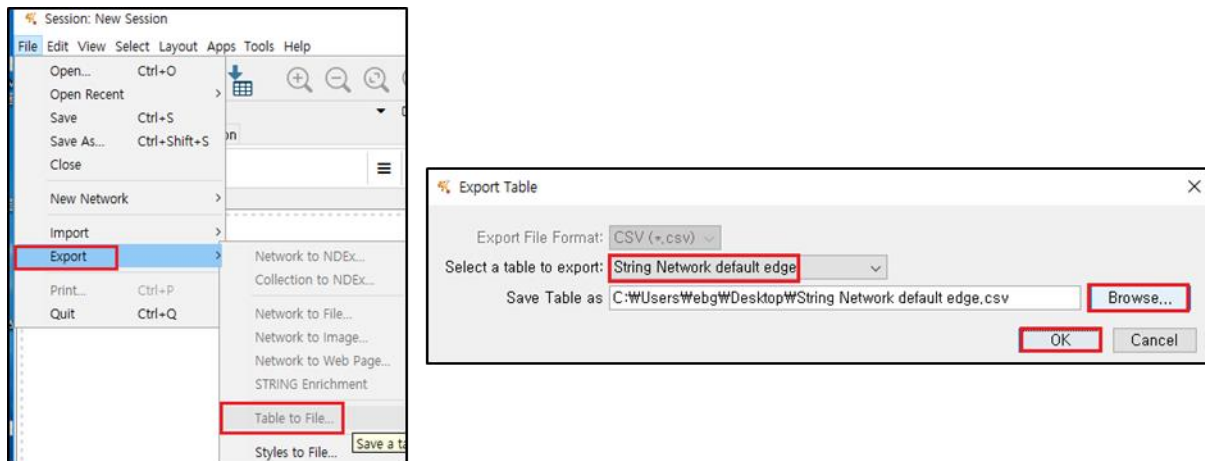 Session: New Session
File Edit View Select Layout Apps Tools Help
Open... Ctrl+O
Open Recent >
Save Ctrl+S
Save As... Ctrl+Shift+S
Close
New Network >
Import >
Export >
Print... Ctrl+P
Quit Ctrl+Q
Network to NDEx...
Collection to NDEx...
Network to File...
Network to Image...
Network to Web Page...
STRING Enrichment
Table to File...
Save a ta
Styles to File...
Export Table
Export File Format: CSV (*.csv)
Select a table to export: String Network default edge
Save Table as C:₩Users₩ebg₩Desktop₩String Network default edge.csv Browse...
OK Cancel